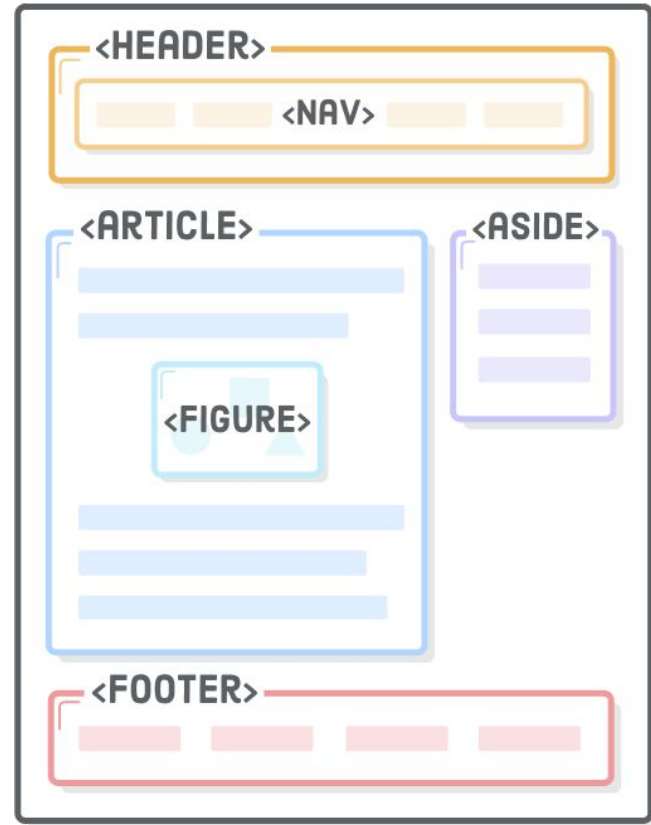 <HEADER>
<NAV>
<ARTICLE>
<ASIDE>
<FIGURE>
<FOOTER>